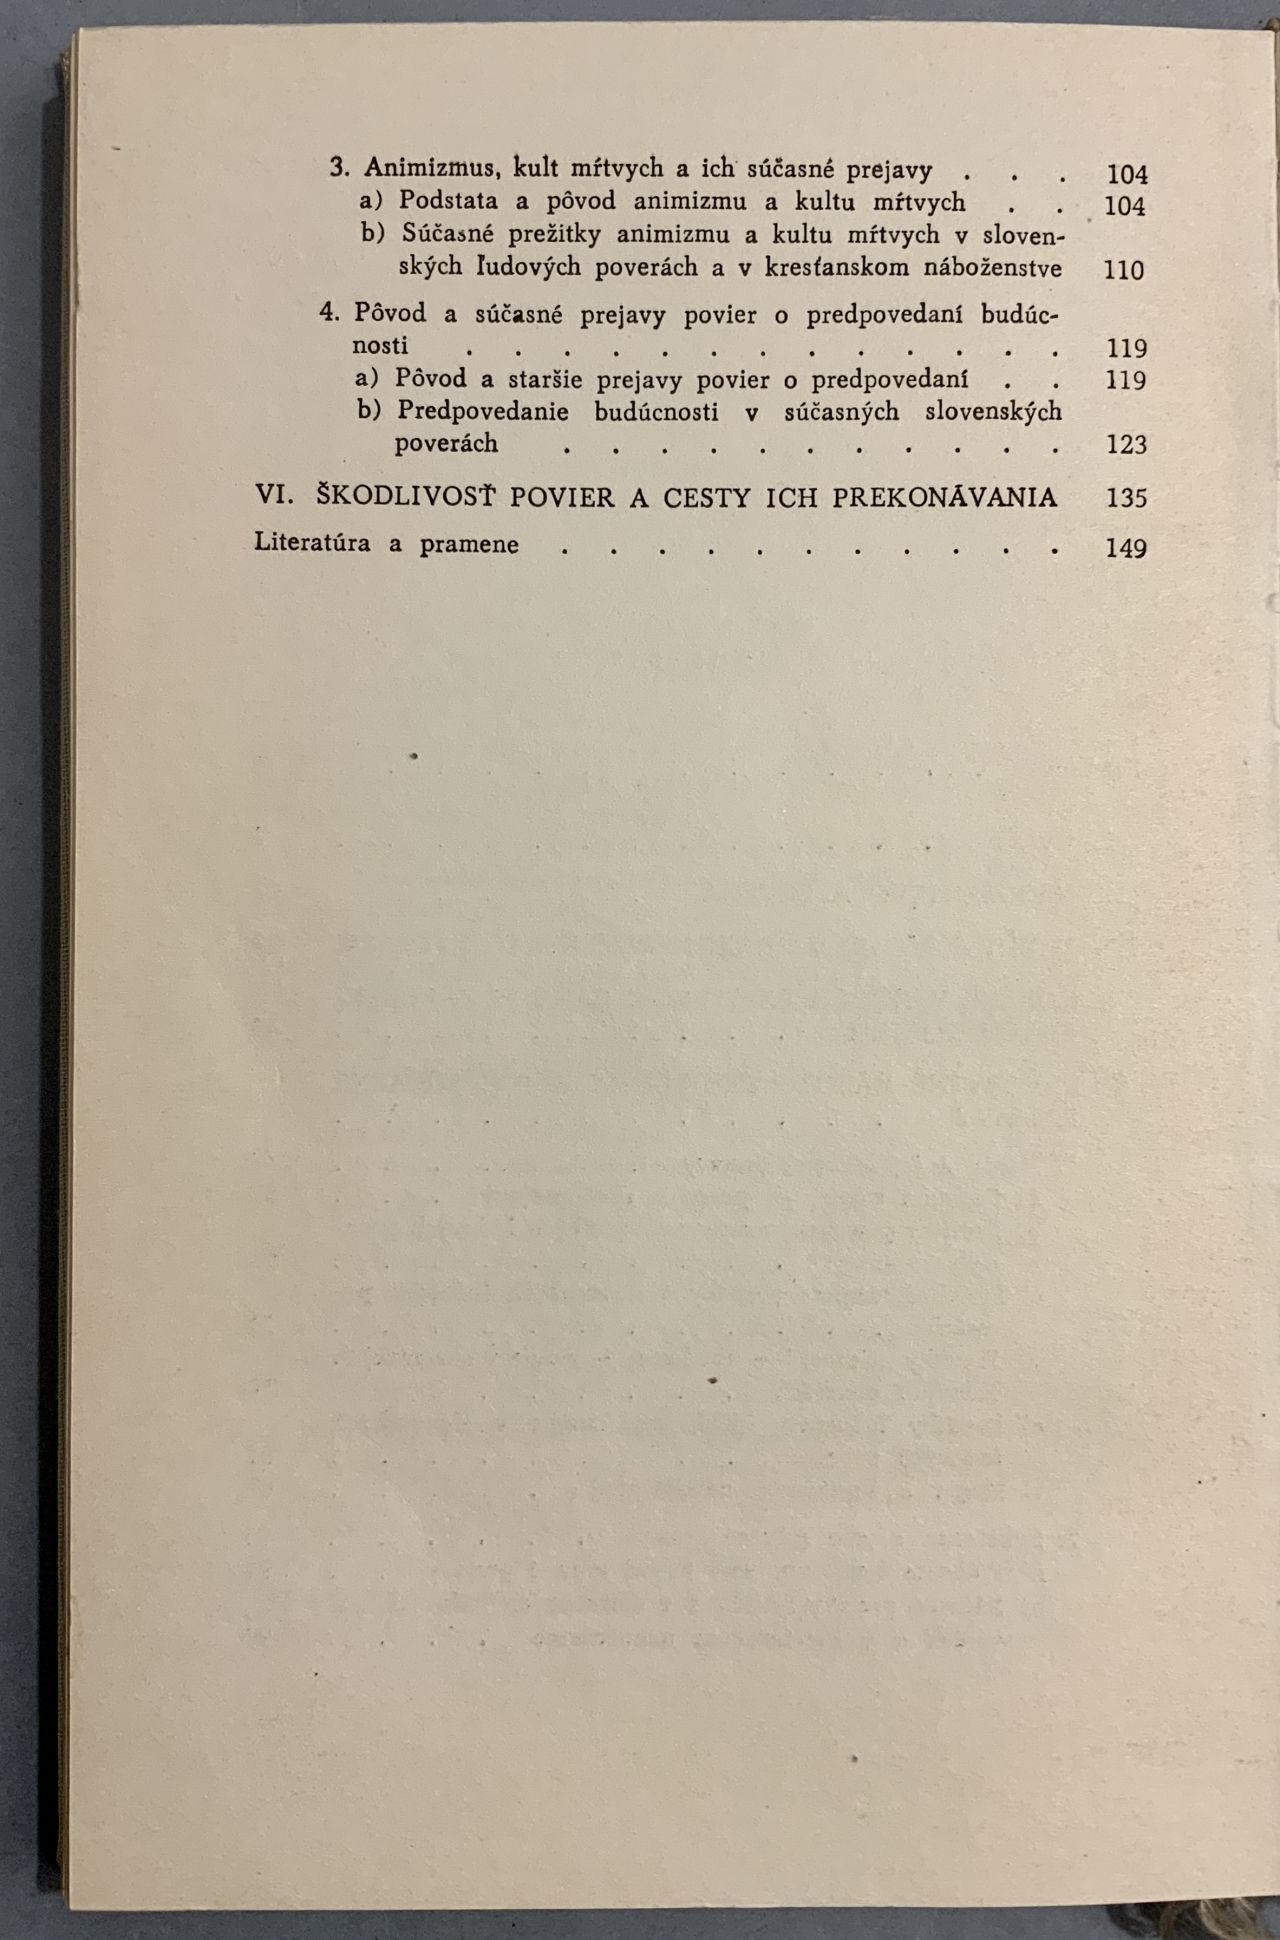 3. Animizmus, kult mŕtvych a ich súčasné prejavy . . . 104
a) Podstata a pôvod animizmu a kultu mŕtvych . . 104
b) Súčasné prežitky animizmu a kultu mŕtvych v sloven-
ských ľudových poverách a v kresťanskom náboženstve 110
4. Pôvod a súčasné prejavy povier o predpovedaní budúc-
nosti . . . . . . . . . . . . . 119
a) Pôvod a staršie prejavy povier o predpovedaní . . 119
b) Predpovedanie budúcnosti v súčasných slovenských
poverách . . . . . . . . . . . 123
VI. ŠKODLIVOSŤ POVIER A CESTY ICH PREKONÁVANIA 135
Literatúra a pramene . . . . . . . . . . . 149